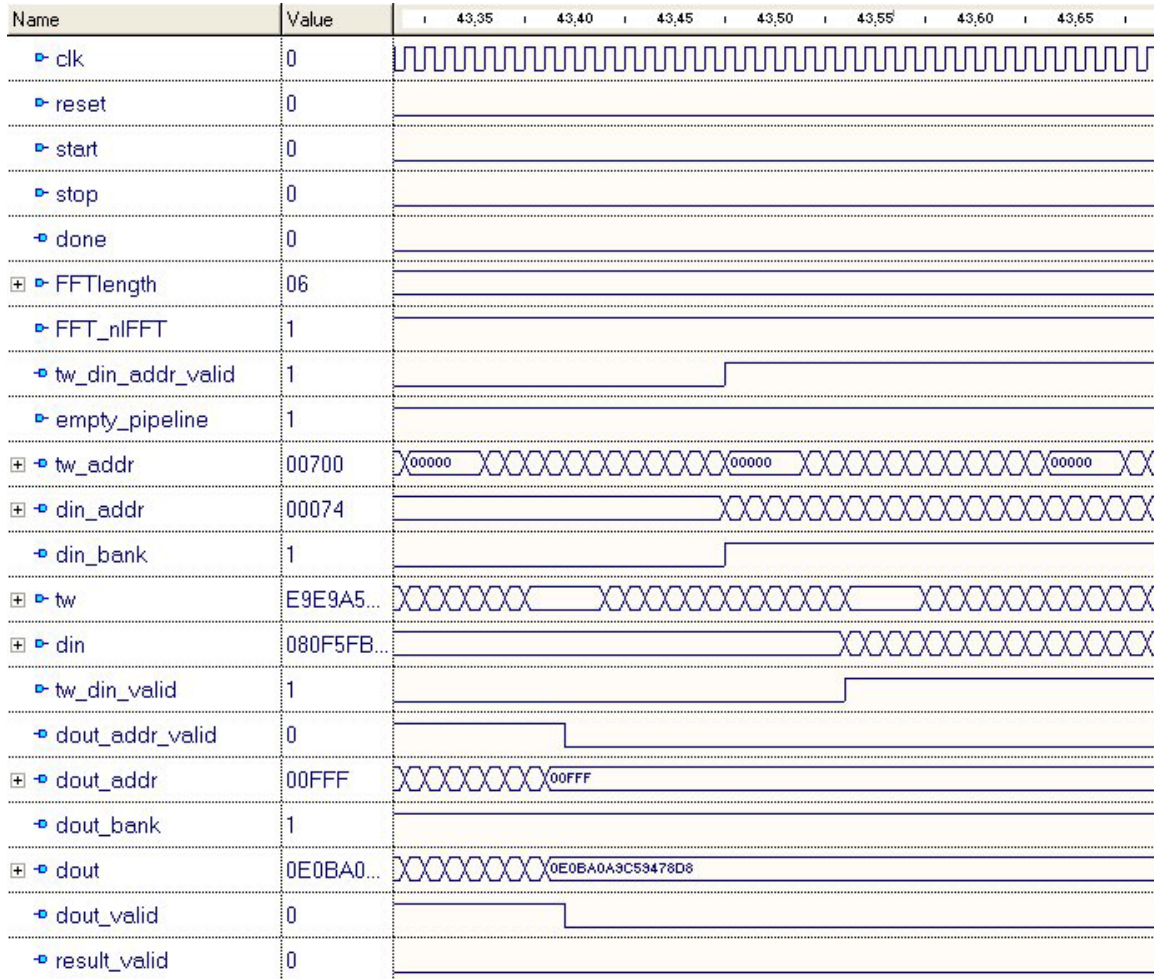 Name Value 43,35 43,40 43,45 43,50 43,55 43,60 43,65
clk 0
reset 0
start 0
stop 0
done 0
FFTlength 06
FFT_nIFFT 1
tw_din_addr_valid 1
empty_pipeline 1
tw_addr 00700 00000 00000 00000
din_addr 00074
din_bank 1
tw E9E9A5...
din 080F5FB...
tw_din_valid 1
dout_addr_valid 0
dout_addr 00FFF 00FFF
dout_bank 1
dout 0E0BA0... 0E0BA0A9C59478D8
dout_valid 0
result_valid 0